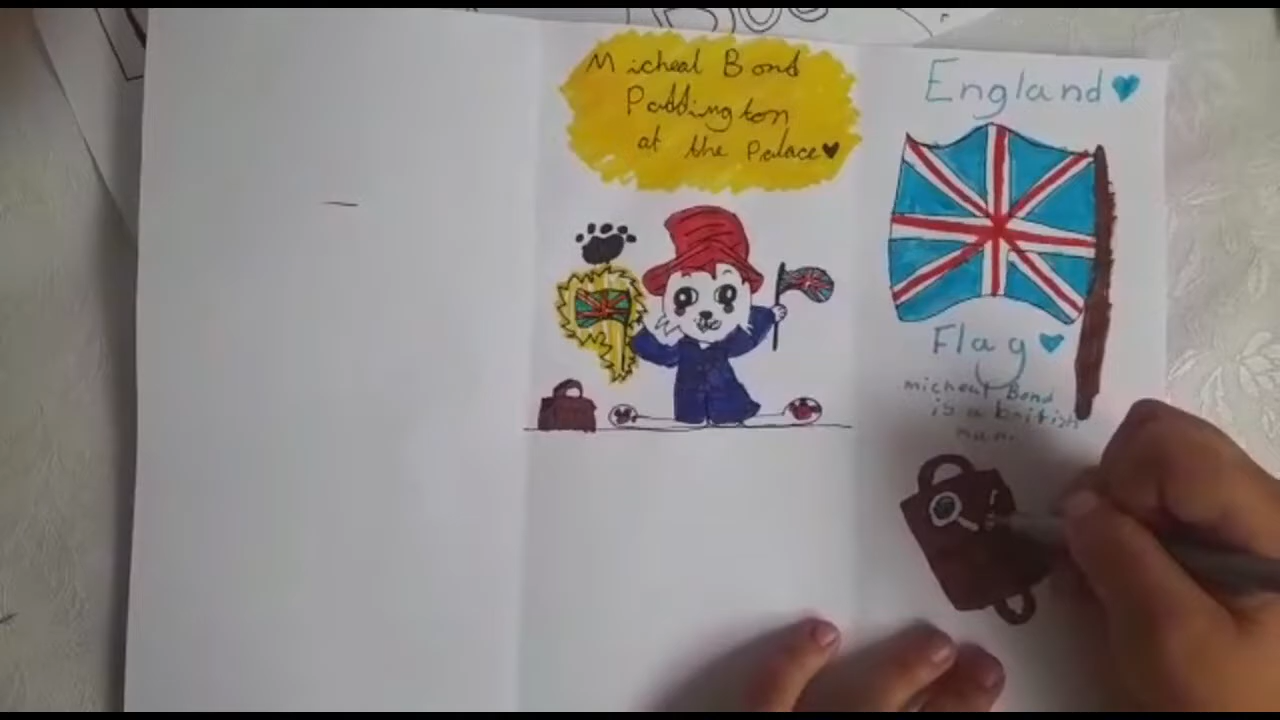 Micheal Bond
Paddington
at the Palace
England
Flag
micheal Bond
is a british
man.